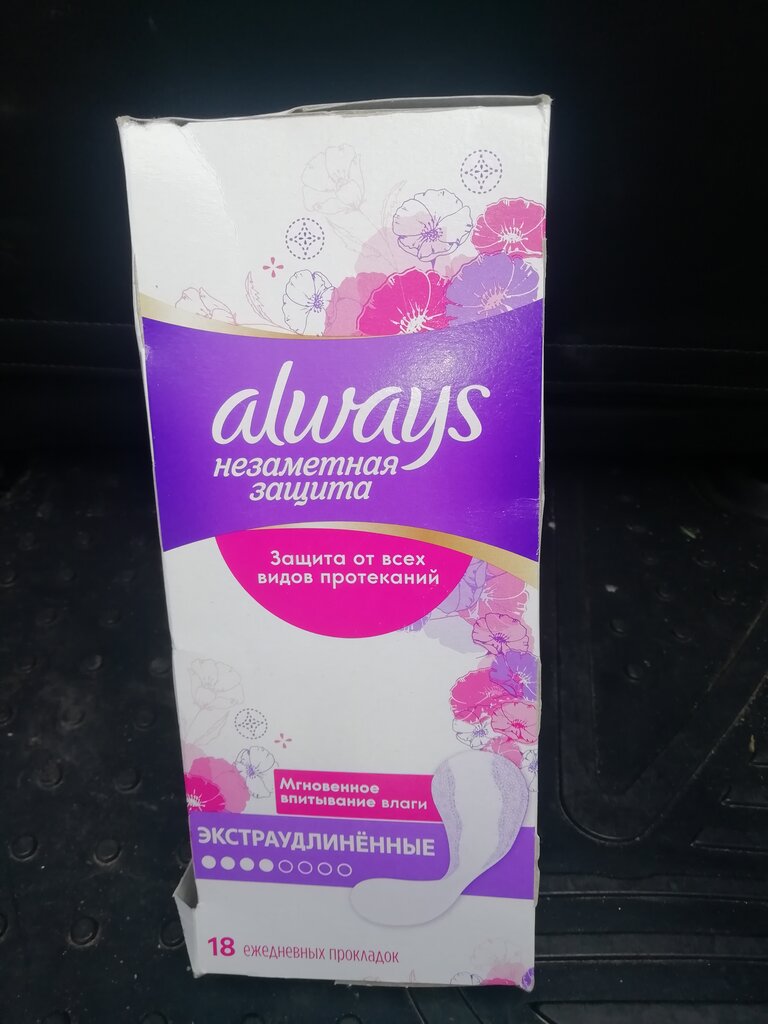 always
незаметная
защита
Защита от всех
видов протеканий
Мгновенное
впитывание влаги
ЭКСТРАУДЛИНЁННЫЕ
18 ежедневных прокладок